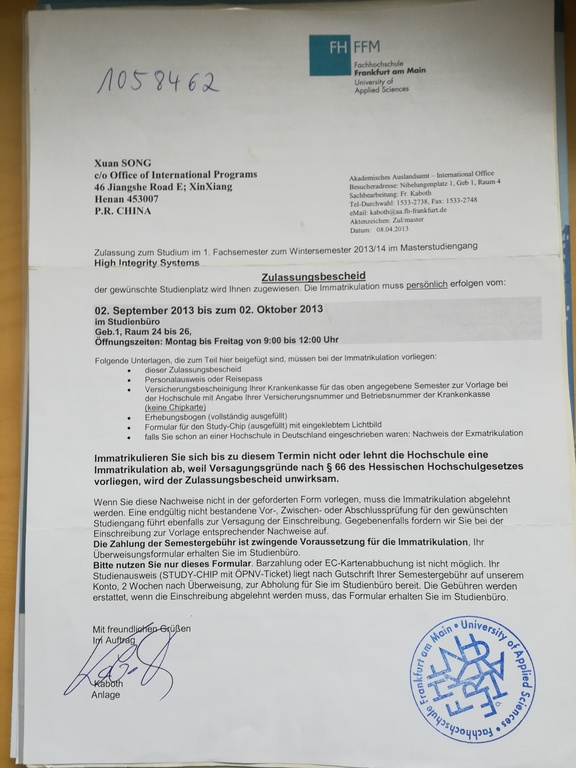 1058462
FH FFM
Fachhochschule
Frankfurt am Main
University of
Applied Sciences
Xuan SONG
c/o Office of International Programs
46 Jiangshe Road E; XinXiang
Henan 453007
P.R. CHINA
Akademisches Auslandsamt – International Office
Besucheradresse: Nibelungenplatz 1, Geb 1, Raum 4
Sachbearbeitung: Fr. Kaboth
Tel-Durchwahl: 1533-2738, Fax: 1533-2748
eMail: kaboth@aa.fh-frankfurt.de
Aktenzeichen: Zul/master
Datum: 08.04.2013
Zulassung zum Studium im 1. Fachsemester zum Wintersemester 2013/14 im Masterstudiengang
High Integrity Systems
Zulassungsbescheid
der gewünschte Studienplatz wird Ihnen zugewiesen. Die Immatrikulation muss persönlich erfolgen vom:
02. September 2013 bis zum 02. Oktober 2013
im Studienbüro
Geb.1, Raum 24 bis 26,
Öffnungszeiten: Montag bis Freitag von 9:00 bis 12:00 Uhr
Folgende Unterlagen, die zum Teil hier beigefügt sind, müssen bei der Immatrikulation vorliegen:
• dieser Zulassungsbescheid
• Personalausweis oder Reisepass
• Versicherungsbescheinigung Ihrer Krankenkasse für das oben angegebene Semester zur Vorlage bei
der Hochschule mit Angabe Ihrer Versicherungsnummer und Betriebsnummer der Krankenkasse
(keine Chipkarte)
• Erhebungsbogen (vollständig ausgefüllt)
• Formular für den Study-Chip (ausgefüllt) mit eingeklebtem Lichtbild
• falls Sie schon an einer Hochschule in Deutschland eingeschrieben waren: Nachweis der Exmatrikulation
Immatrikulieren Sie sich bis zu diesem Termin nicht oder lehnt die Hochschule eine
Immatrikulation ab, weil Versagungsgründe nach § 66 des Hessischen Hochschulgesetzes
vorliegen, wird der Zulassungsbescheid unwirksam.
Wenn Sie diese Nachweise nicht in der geforderten Form vorlegen, muss die Immatrikulation abgelehnt
werden. Eine endgültig nicht bestandene Vor-, Zwischen- oder Abschlussprüfung für den gewünschten
Studiengang führt ebenfalls zur Versagung der Einschreibung. Gegebenenfalls fordern wir Sie bei der
Einschreibung zur Vorlage entsprechender Nachweise auf.
Die Zahlung der Semestergebühr ist zwingende Voraussetzung für die Immatrikulation, Ihr
Überweisungsformular erhalten Sie im Studienbüro.
Bitte nutzen Sie nur dieses Formular. Barzahlung oder EC-Kartenabbuchung ist nicht möglich. Ihr
Studienausweis (STUDY-CHIP mit ÖPNV-Ticket) liegt nach Gutschrift Ihrer Semestergebühr auf unserem
Konto, 2 Wochen nach Überweisung, zur Abholung für Sie im Studienbüro bereit. Die Gebühren werden
erstattet, wenn die Einschreibung abgelehnt werden muss, das Formular erhalten Sie im Studienbüro.
Mit freundlichen Grüßen
Im Auftrag
Kaboth
Anlage
Fachhochschule Frankfurt am Main • University of Applied Sciences •